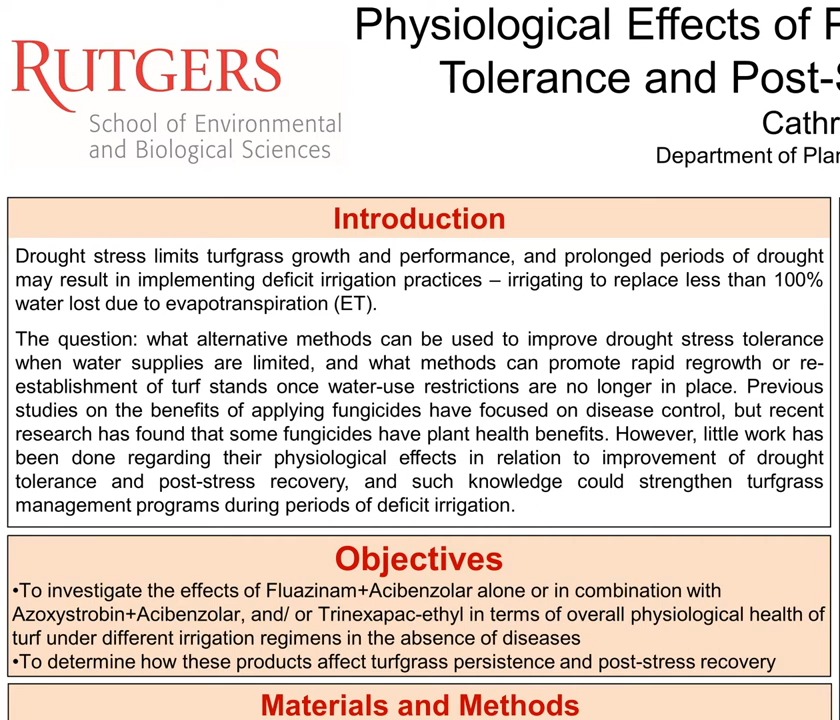 RUTGERS
School of Environmental
and Biological Sciences
Physiological Effects of
Tolerance and Post-
Department of
Introduction
Drought stress limits turfgrass growth and performance, and prolonged periods of drought
may result in implementing deficit irrigation practices – irrigating to replace less than 100%
water lost due to evapotranspiration (ET).
The question: what alternative methods can be used to improve drought stress tolerance
when water supplies are limited, and what methods can promote rapid regrowth or re-
establishment of turf stands once water-use restrictions are no longer in place. Previous
studies on the benefits of applying fungicides have focused on disease control, but recent
research has found that some fungicides have plant health benefits. However, little work has
been done regarding their physiological effects in relation to improvement of drought
tolerance and post-stress recovery, and such knowledge could strengthen turfgrass
management programs during periods of deficit irrigation.
Objectives
•To investigate the effects of Fluazinam+Acibenzolar alone or in combination with
Azoxystrobin+Acibenzolar, and/ or Trinexapac-ethyl in terms of overall physiological health of
turf under different irrigation regimens in the absence of diseases
•To determine how these products affect turfgrass persistence and post-stress recovery
Materials and Methods